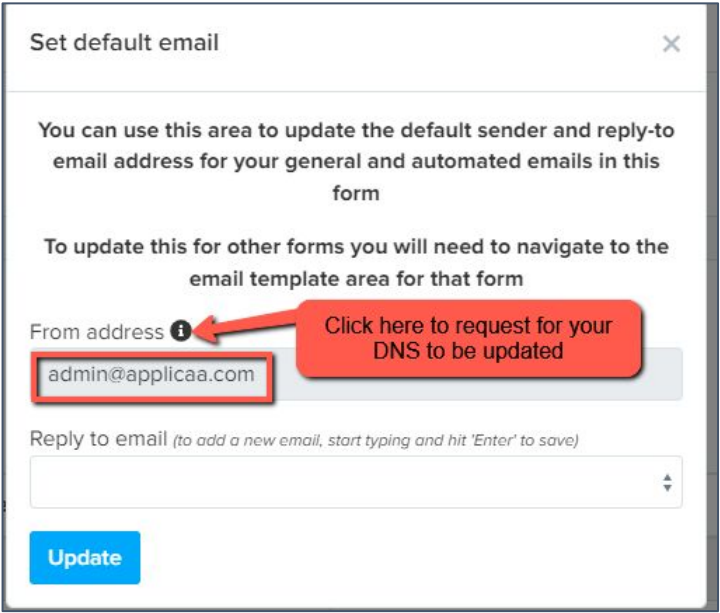 Set default email
×
You can use this area to update the default sender and reply-to
email address for your general and automated emails in this
form
To update this for other forms you will need to navigate to the
email template area for that form
From address
Click here to request for your
DNS to be updated
admin@applicaa.com
Reply to email (to add a new email, start typing and hit 'Enter' to save)
Update